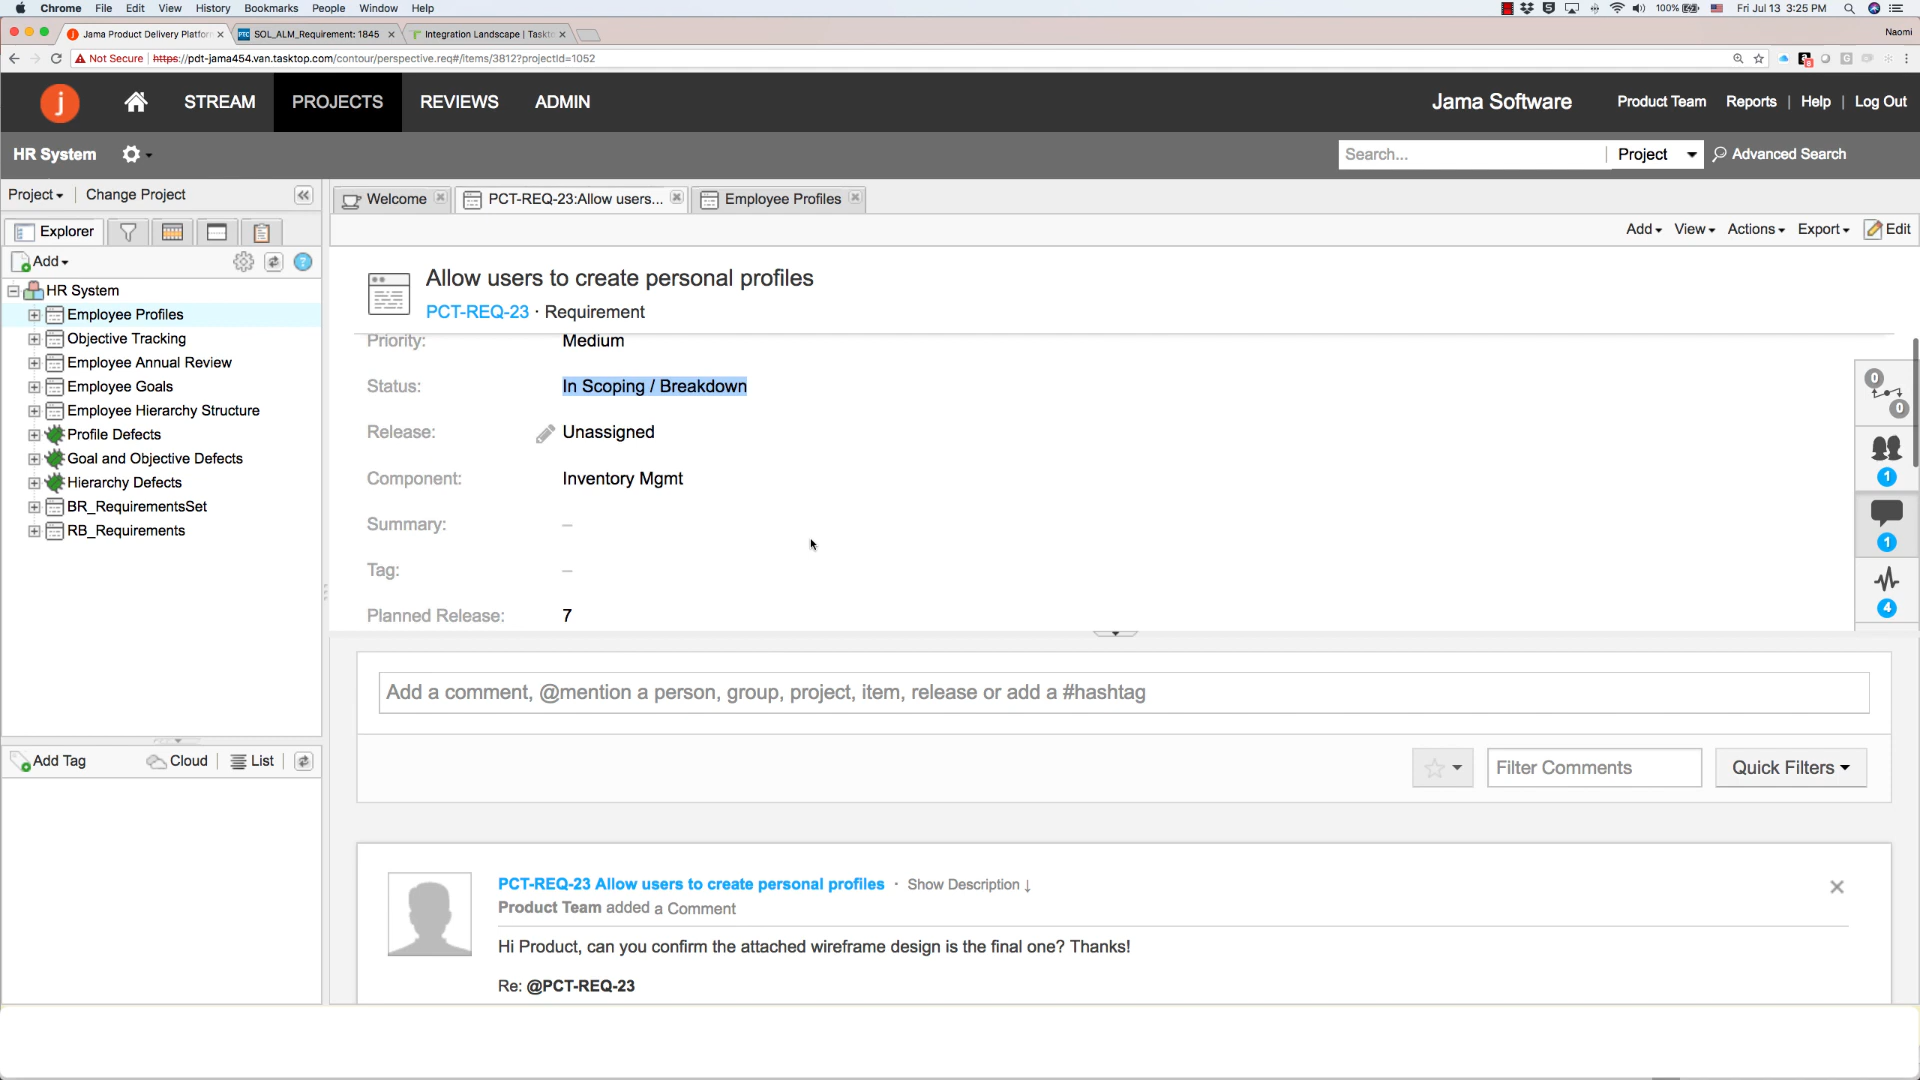 Chrome File Edit View History Bookmarks People Window Help 100% Fri Jul 13 3:25 PM
Jama Product Delivery Platfor PTC SOL_ALM_Requirement: 1845 Integration Landscape | Taskto Naomi
Not Secure https://pdt-jama454.van.tasktop.com/contour/perspective.req#/items/3812?projectId=1052
j STREAM PROJECTS REVIEWS ADMIN Jama Software Product Team Reports | Help | Log Out
HR System Search... Project Advanced Search
Project Change Project
Welcome PCT-REQ-23:Allow users... Employee Profiles
Explorer
Add View Actions Export Edit
Add
HR System
Employee Profiles
Objective Tracking
Employee Annual Review
Employee Goals
Employee Hierarchy Structure
Profile Defects
Goal and Objective Defects
Hierarchy Defects
BR_RequirementsSet
RB_Requirements
Add Tag Cloud List
Allow users to create personal profiles
PCT-REQ-23 · Requirement
Priority: Medium
Status: In Scoping / Breakdown
Release: Unassigned
Component: Inventory Mgmt
Summary: –
Tag: –
Planned Release: 7
0
0
1
1
4
Add a comment, @mention a person, group, project, item, release or add a #hashtag
Filter Comments Quick Filters
PCT-REQ-23 Allow users to create personal profiles · Show Description ↓
Product Team added a Comment
Hi Product, can you confirm the attached wireframe design is the final one? Thanks!
Re: @PCT-REQ-23